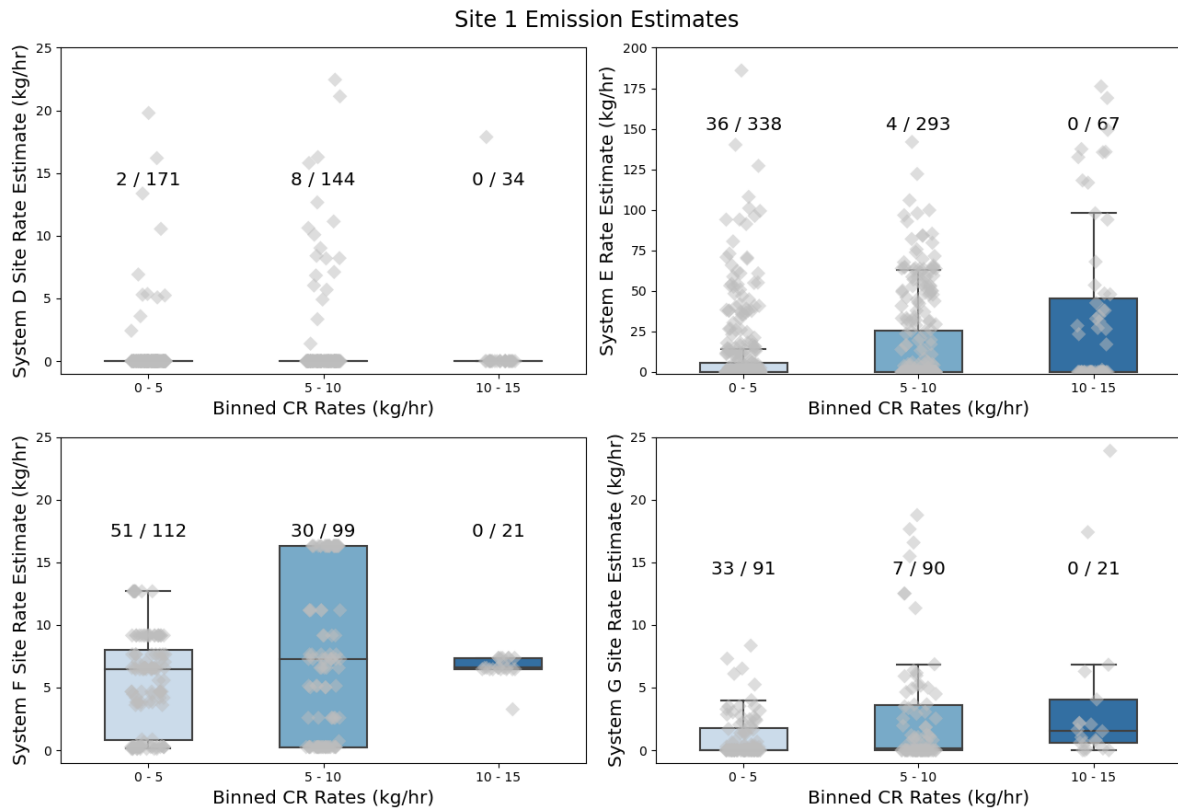 Site 1 Emission Estimates
System D Site Rate Estimate (kg/hr)
25
20
15
10
5
0
2 / 171
8 / 144
0 / 34
0 - 5
5 - 10
10 - 15
Binned CR Rates (kg/hr)
System E Rate Estimate (kg/hr)
200
175
150
125
100
75
50
25
0
36 / 338
4 / 293
0 / 67
0 - 5
5 - 10
10 - 15
Binned CR Rates (kg/hr)
System F Site Rate Estimate (kg/hr)
25
20
15
10
5
0
51 / 112
30 / 99
0 / 21
0 - 5
5 - 10
10 - 15
Binned CR Rates (kg/hr)
System G Site Rate Estimate (kg/hr)
25
20
15
10
5
0
33 / 91
7 / 90
0 / 21
0 - 5
5 - 10
10 - 15
Binned CR Rates (kg/hr)